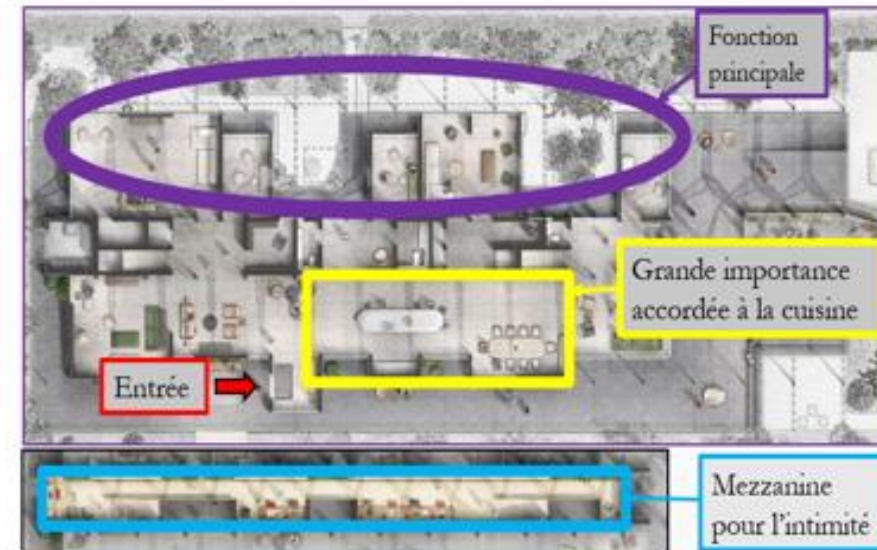 Fonction
principale
Grande importance
accordée à la cuisine
Entrée
Mezzanine
pour l'intimité